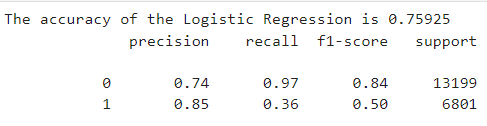 The accuracy of the Logistic Regression is 0.75925
precision recall f1-score support
0 0.74 0.97 0.84 13199
1 0.85 0.36 0.50 6801